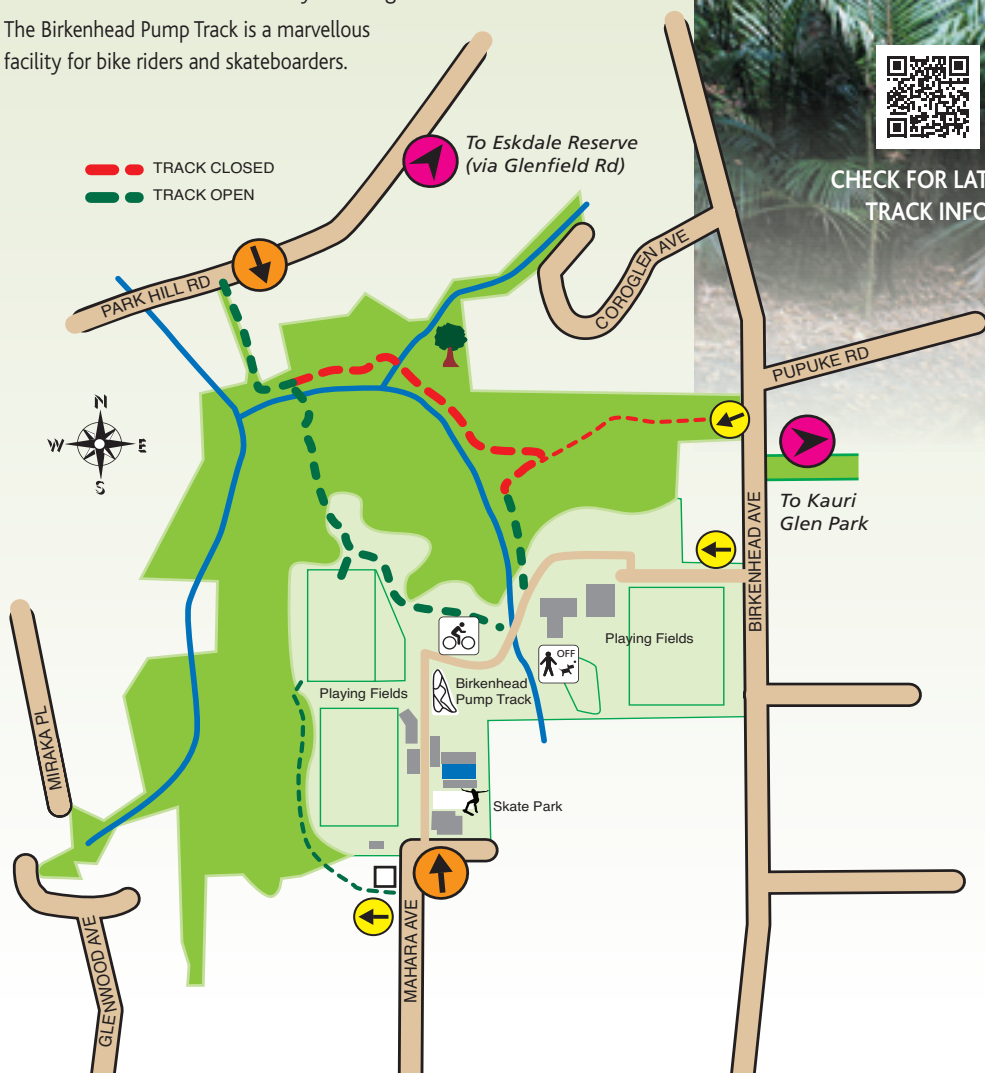 The Birkenhead Pump Track is a marvellous
facility for bike riders and skateboarders.
TRACK CLOSED
TRACK OPEN
To Eskdale Reserve
(via Glenfield Rd)
CHECK FOR LAT
TRACK INFO
PARK HILL RD
COROGLEN AVE
PUPUKE RD
N
W
E
S
To Kauri
Glen Park
BIRKENHEAD AVE
Playing Fields
OFF
Birkenhead
Pump Track
Playing Fields
MIRAKA PL
Skate Park
MAHARA AVE
GLENWOOD AVE